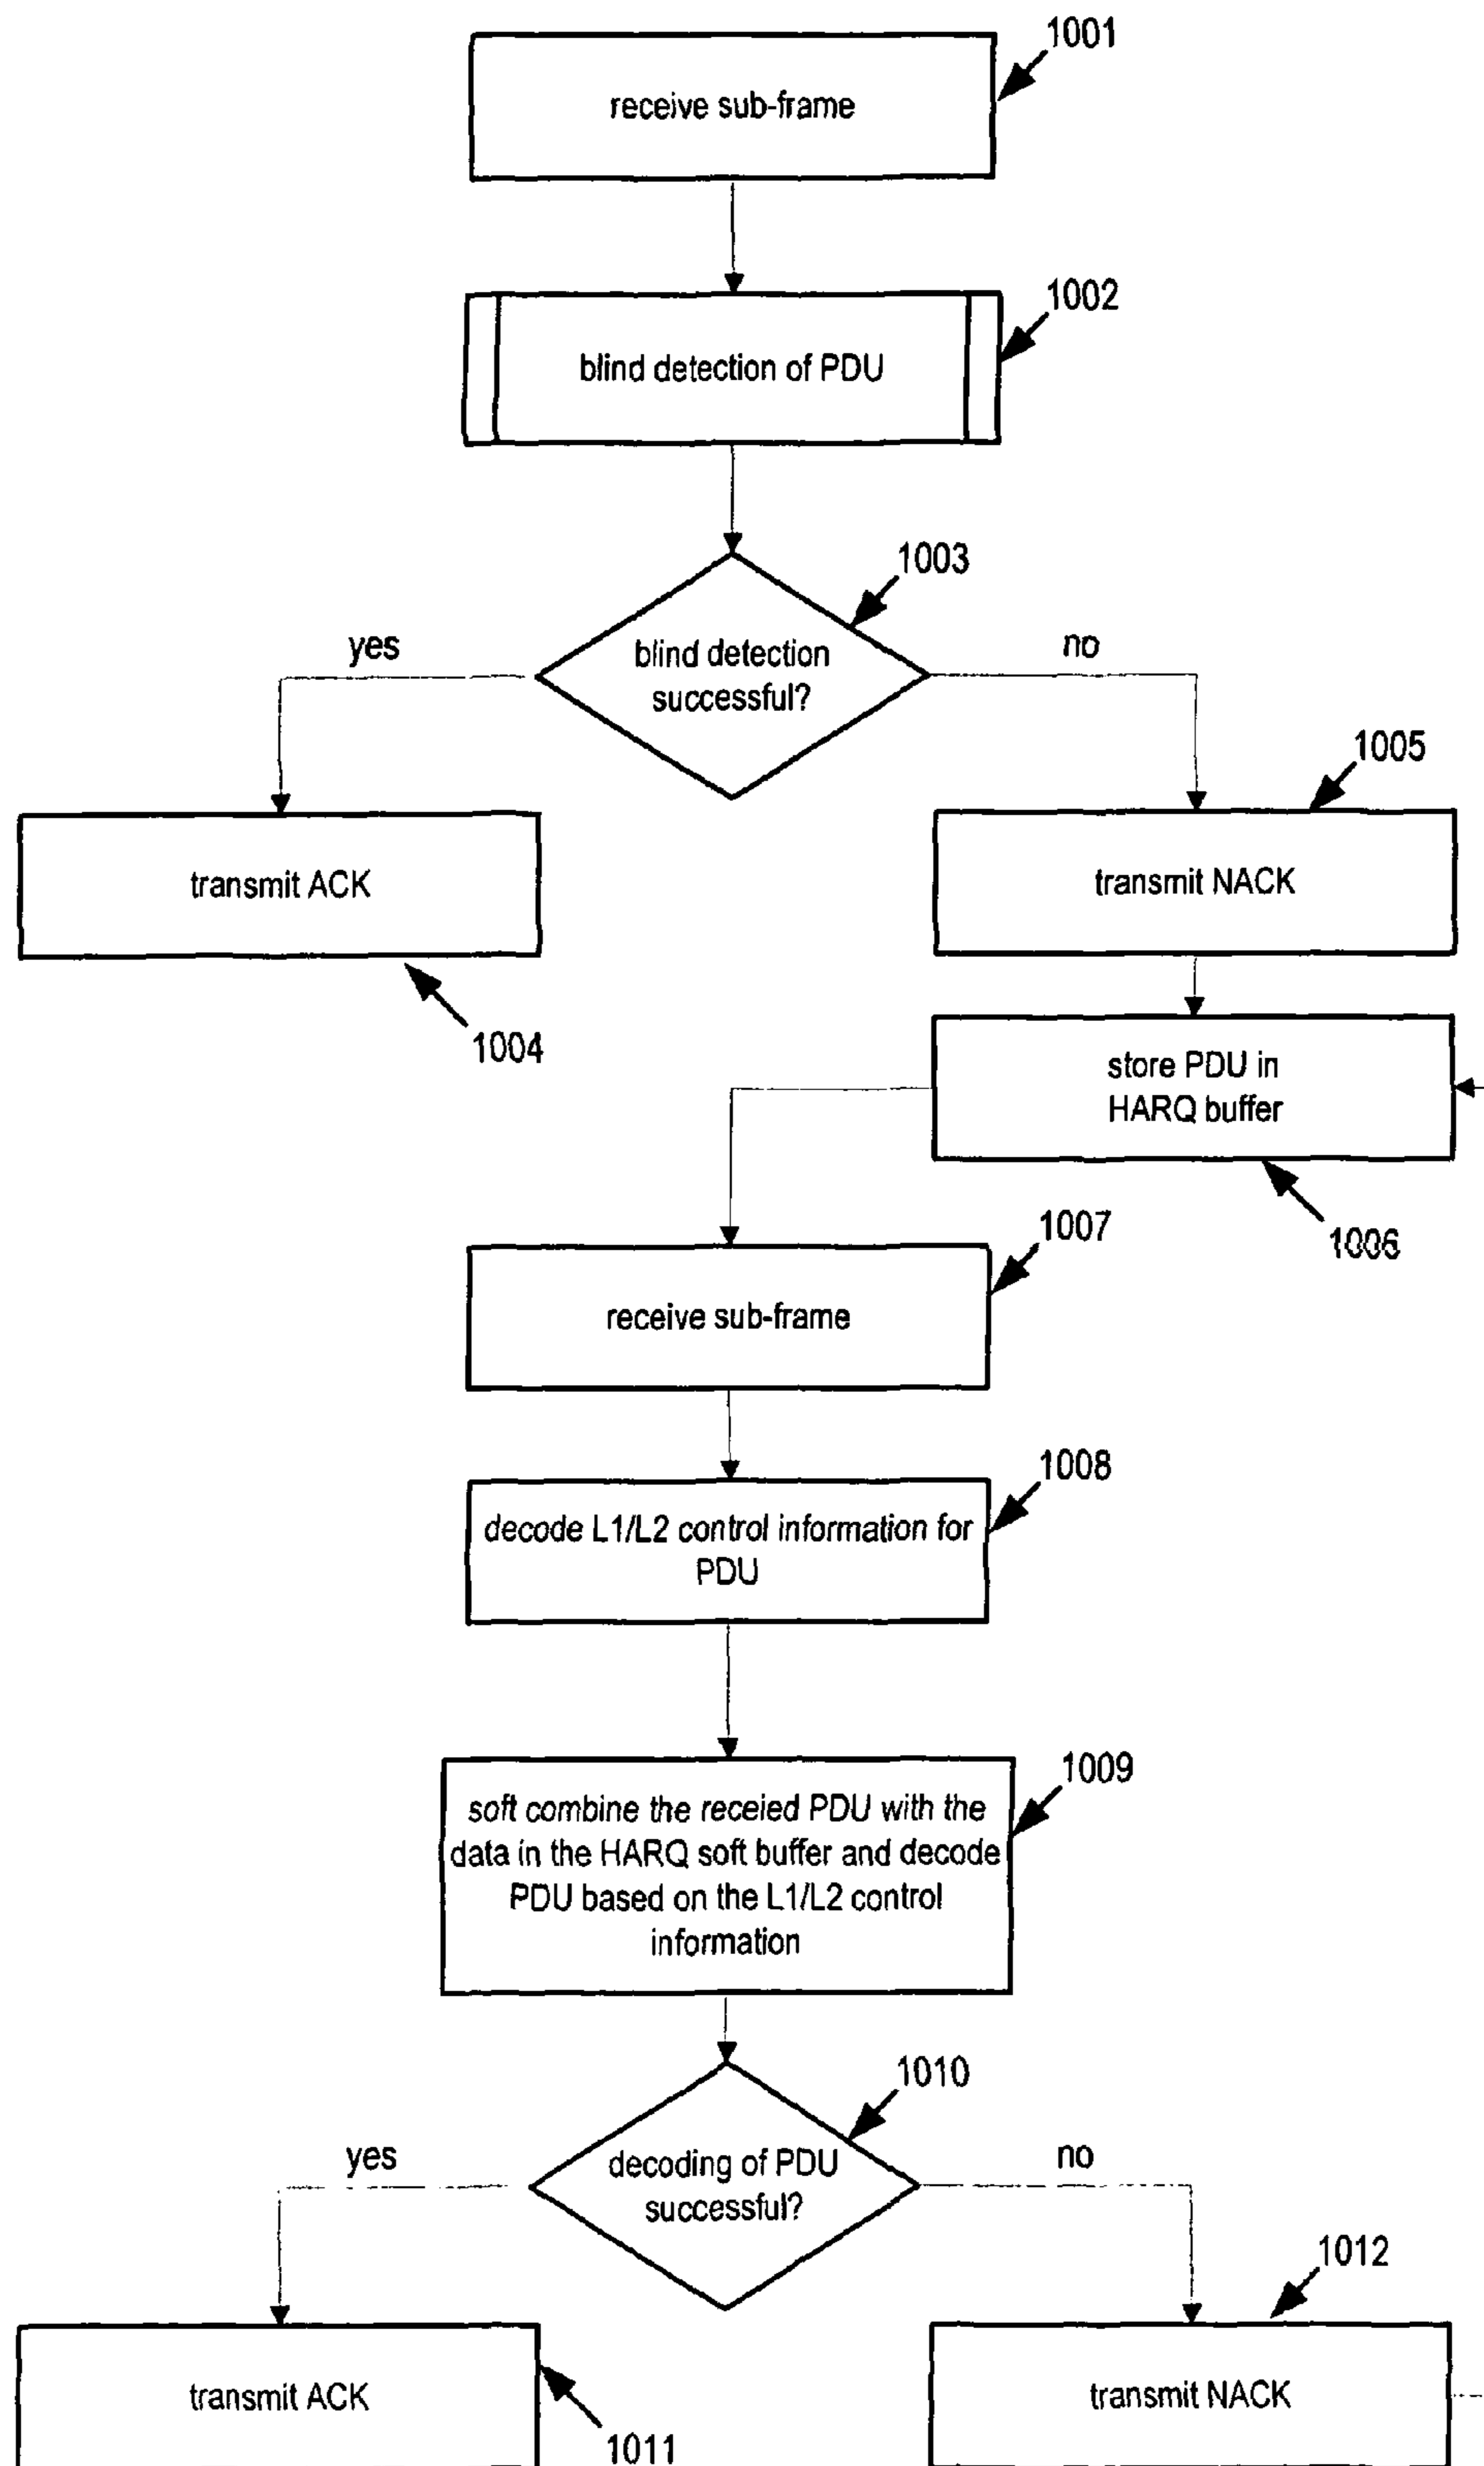 1001
receive sub-frame
1002
blind detection of PDU
1003
yes
no
blind detection
successful?
1005
transmit ACK
transmit NACK
1004
store PDU in
HARQ buffer
1006
1007
receive sub-frame
1008
decode L1/L2 control information for
PDU
1009
soft combine the receied PDU with the
data in the HARQ soft buffer and decode
PDU based on the L1/L2 control
information
1010
yes
no
decoding of PDU
successful?
1012
transmit ACK
transmit NACK
1011